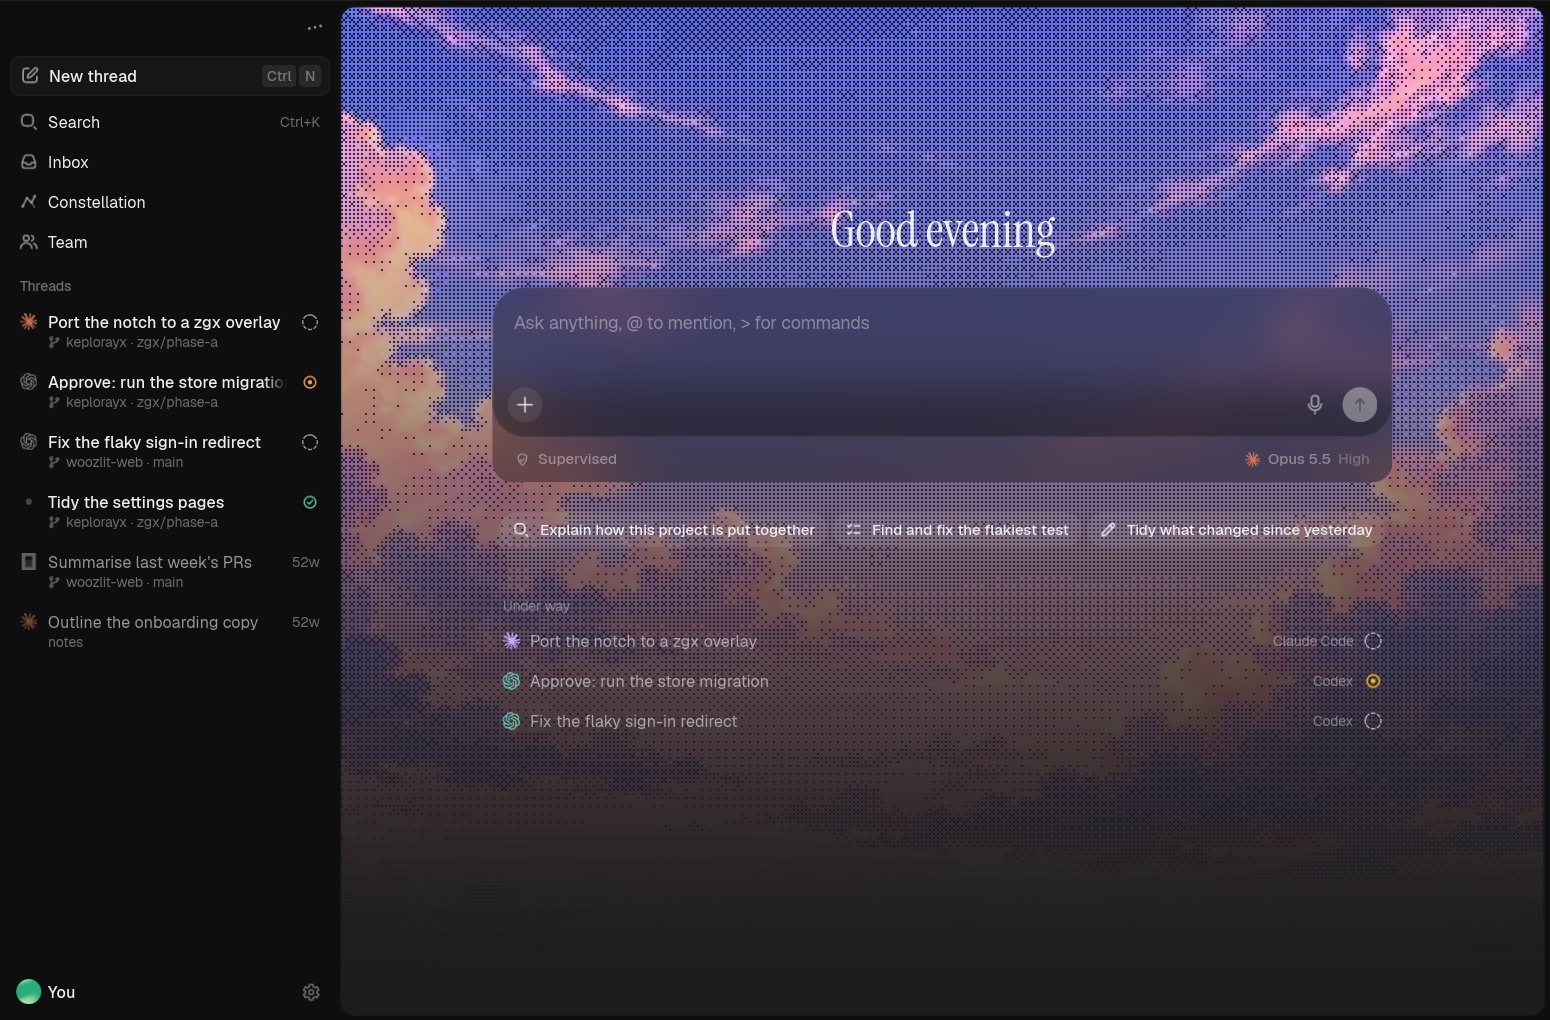 New thread Ctrl N
Search Ctrl+K
Inbox
Constellation
Team
Threads
Port the notch to a zgx overlay
keplorayx · zgx/phase-a
Approve: run the store migratio
keplorayx · zgx/phase-a
Fix the flaky sign-in redirect
woozlit-web · main
Tidy the settings pages
keplorayx · zgx/phase-a
Summarise last week's PRs 52w
woozlit-web · main
Outline the onboarding copy 52w
notes
You
Good evening
Ask anything, @ to mention, > for commands
Supervised Opus 5.5 High
Explain how this project is put together Find and fix the flakiest test Tidy what changed since yesterday
Under way
Port the notch to a zgx overlay Claude Code
Approve: run the store migration Codex
Fix the flaky sign-in redirect Codex